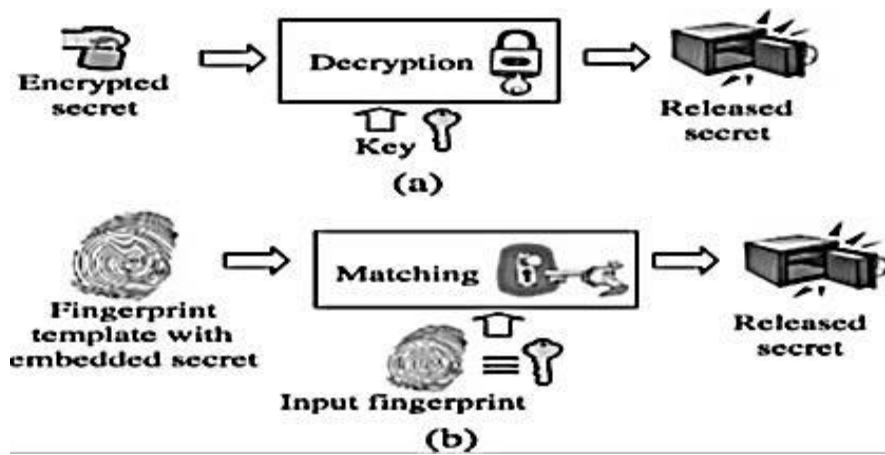 Encrypted
secret
Decryption
Key
Released
secret
(a)
Fingerprint
template with
embedded secret
Matching
Input fingerprint
Released
secret
(b)